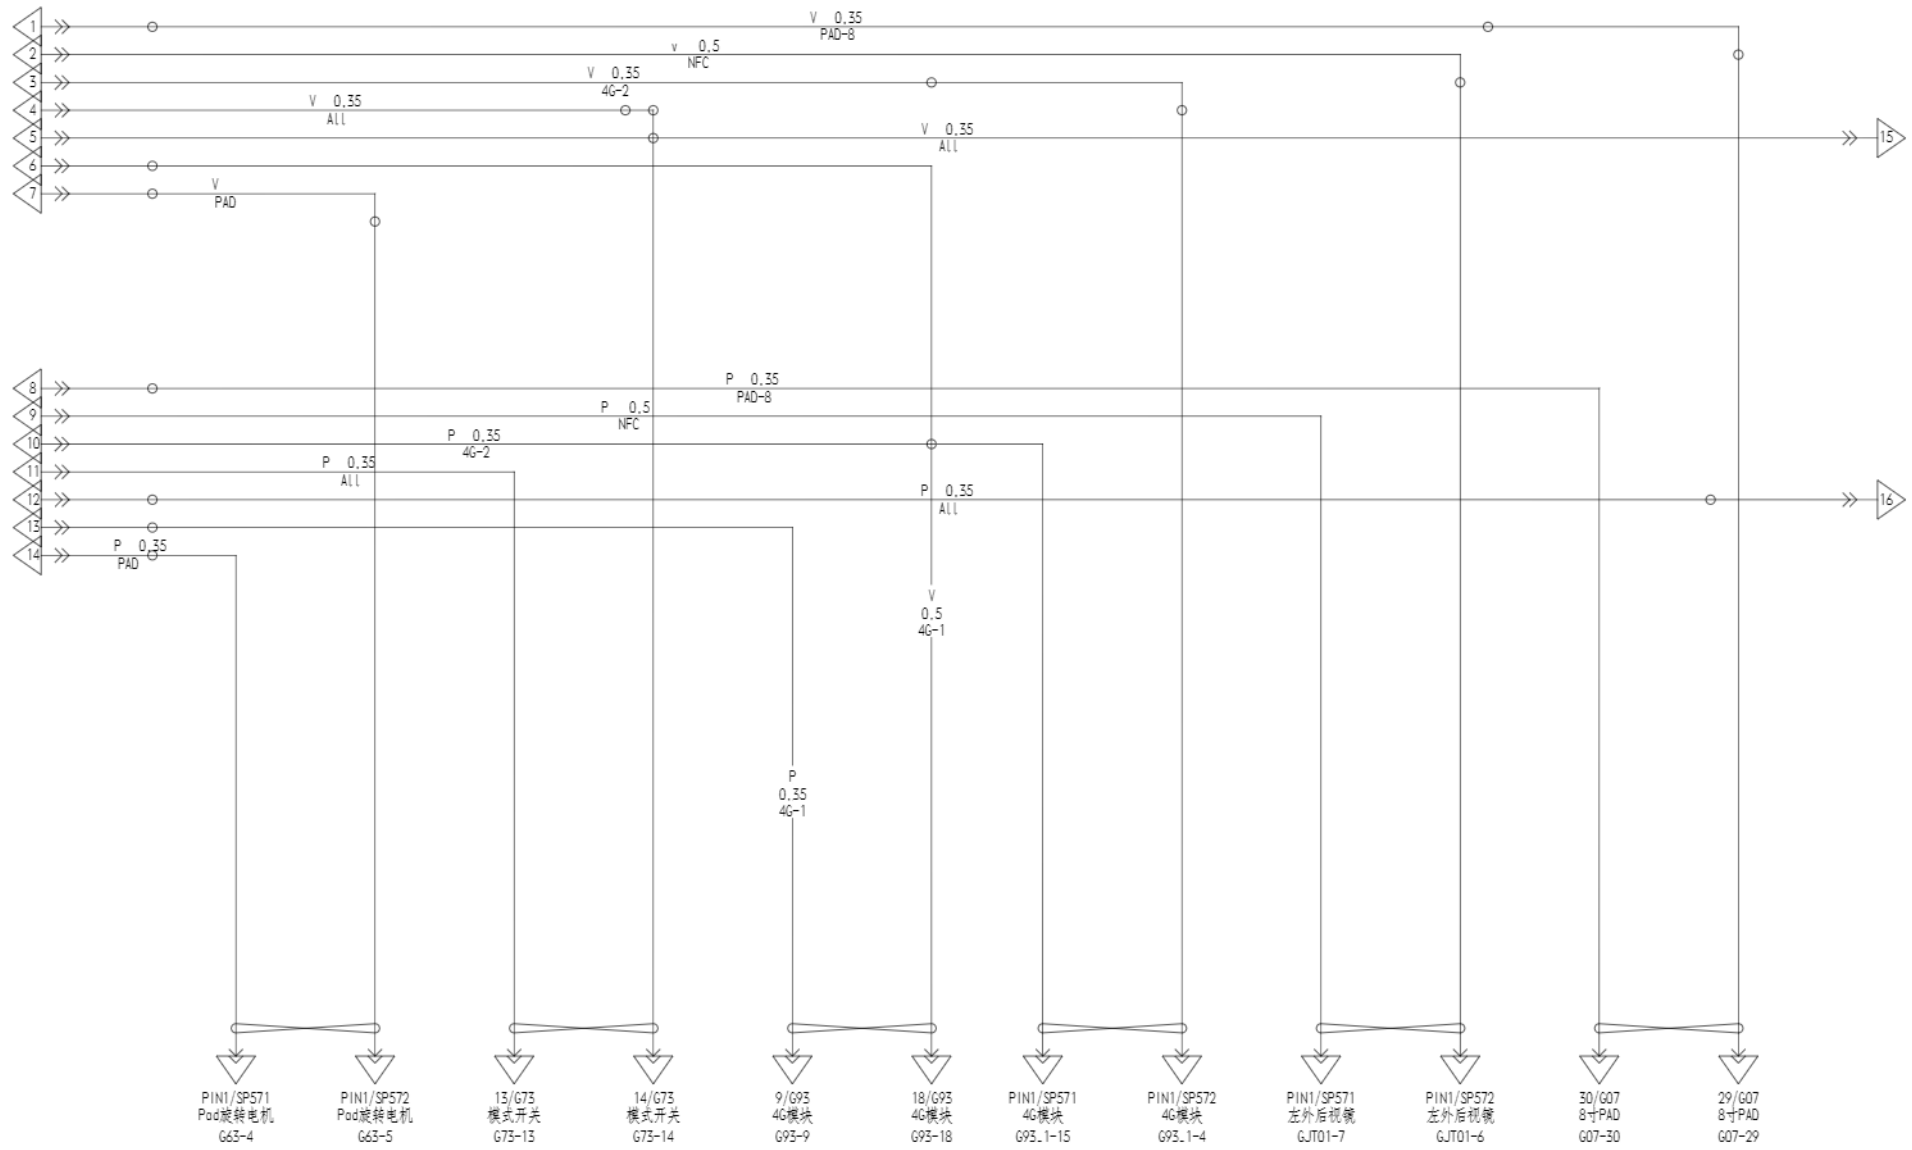 1
V 0,35
PAD-8
2
v 0,5
NFC
3
V 0,35
4G-2
4
V 0,35
All
5
V 0,35
All
15
6
7
V
PAD
8
P 0,35
PAD-8
9
P 0,5
NFC
10
P 0,35
4G-2
11
P 0,35
All
12
P 0,35
All
16
13
14
P 0,35
PAD
V
0,5
4G-1
P
0,35
4G-1
PIN1/SP571
Pad旋转电机
G63-4
PIN1/SP572
Pad旋转电机
G63-5
13/G73
模式开关
G73-13
14/G73
模式开关
G73-14
9/G93
4G模块
G93-9
18/G93
4G模块
G93-18
PIN1/SP571
4G模块
G93_1-15
PIN1/SP572
4G模块
G93_1-4
PIN1/SP571
左外后视镜
GJT01-7
PIN1/SP572
左外后视镜
GJT01-6
30/G07
8寸PAD
G07-30
29/G07
8寸PAD
G07-29